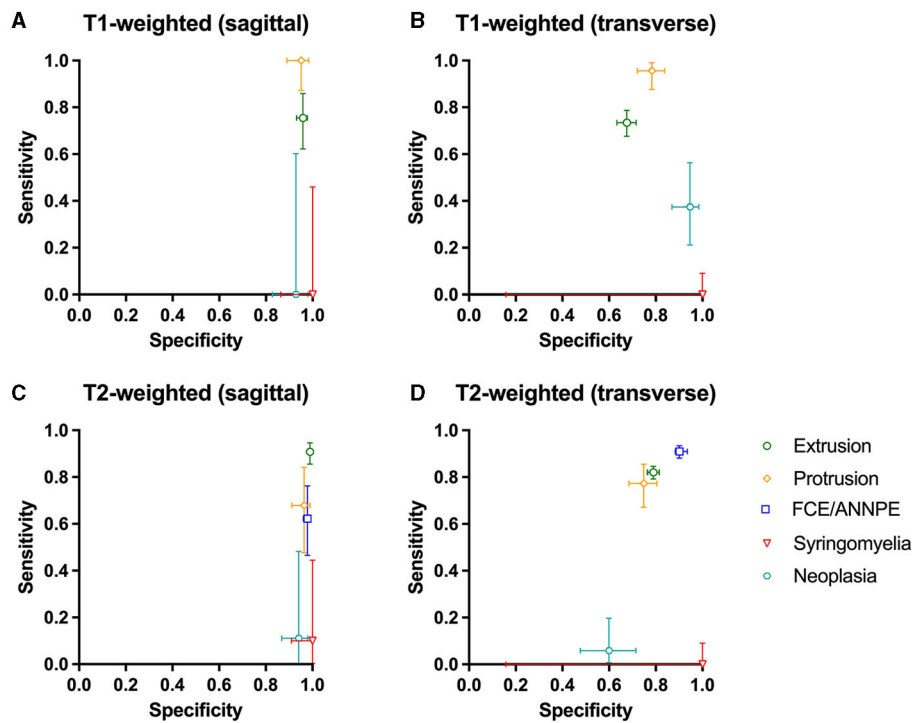 A T1-weighted (sagittal)
1.0
0.8
0.6
0.4
0.2
0.0
Sensitivity
0.0 0.2 0.4 0.6 0.8 1.0
Specificity
B T1-weighted (transverse)
1.0
0.8
0.6
0.4
0.2
0.0
Sensitivity
0.0 0.2 0.4 0.6 0.8 1.0
Specificity
C T2-weighted (sagittal)
1.0
0.8
0.6
0.4
0.2
0.0
Sensitivity
0.0 0.2 0.4 0.6 0.8 1.0
Specificity
D T2-weighted (transverse)
1.0
0.8
0.6
0.4
0.2
0.0
Sensitivity
0.0 0.2 0.4 0.6 0.8 1.0
Specificity
Extrusion
Protrusion
FCE/ANNPE
Syringomyelia
Neoplasia